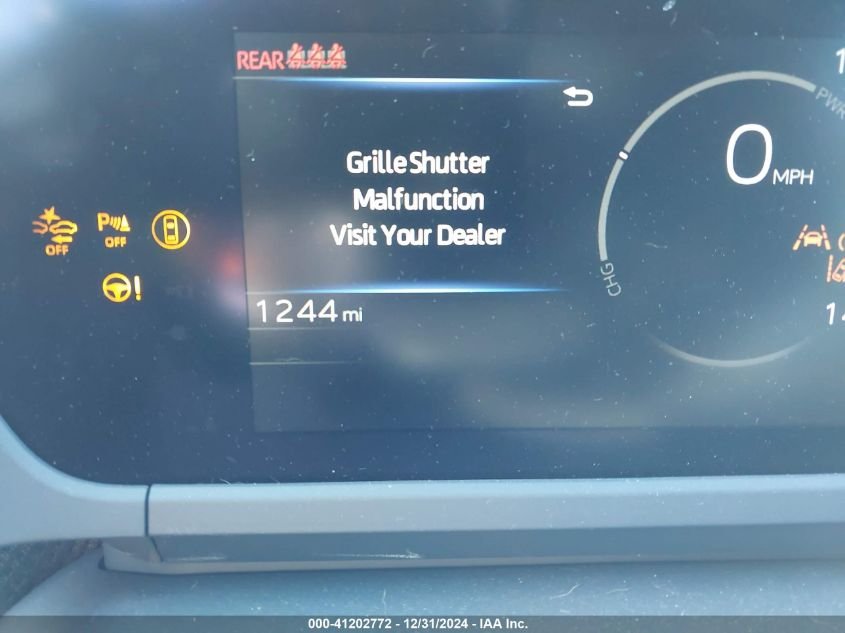 REAR
PWR
Grille Shutter
Malfunction
Visit Your Dealer
0 MPH
OFF
P OFF
CHG
1244 mi
000-41202772 - 12/31/2024 - IAA Inc.